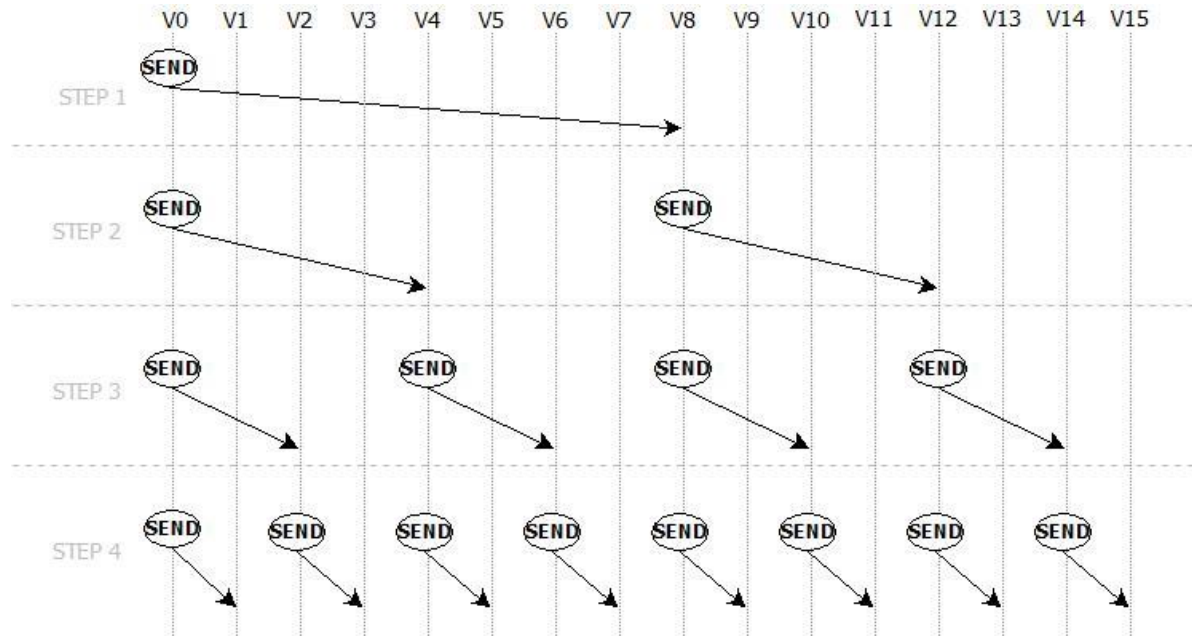 V0 V1 V2 V3 V4 V5 V6 V7 V8 V9 V10 V11 V12 V13 V14 V15
SEND
STEP 1
SEND SEND
STEP 2
SEND SEND SEND SEND
STEP 3
SEND SEND SEND SEND SEND SEND SEND SEND
STEP 4